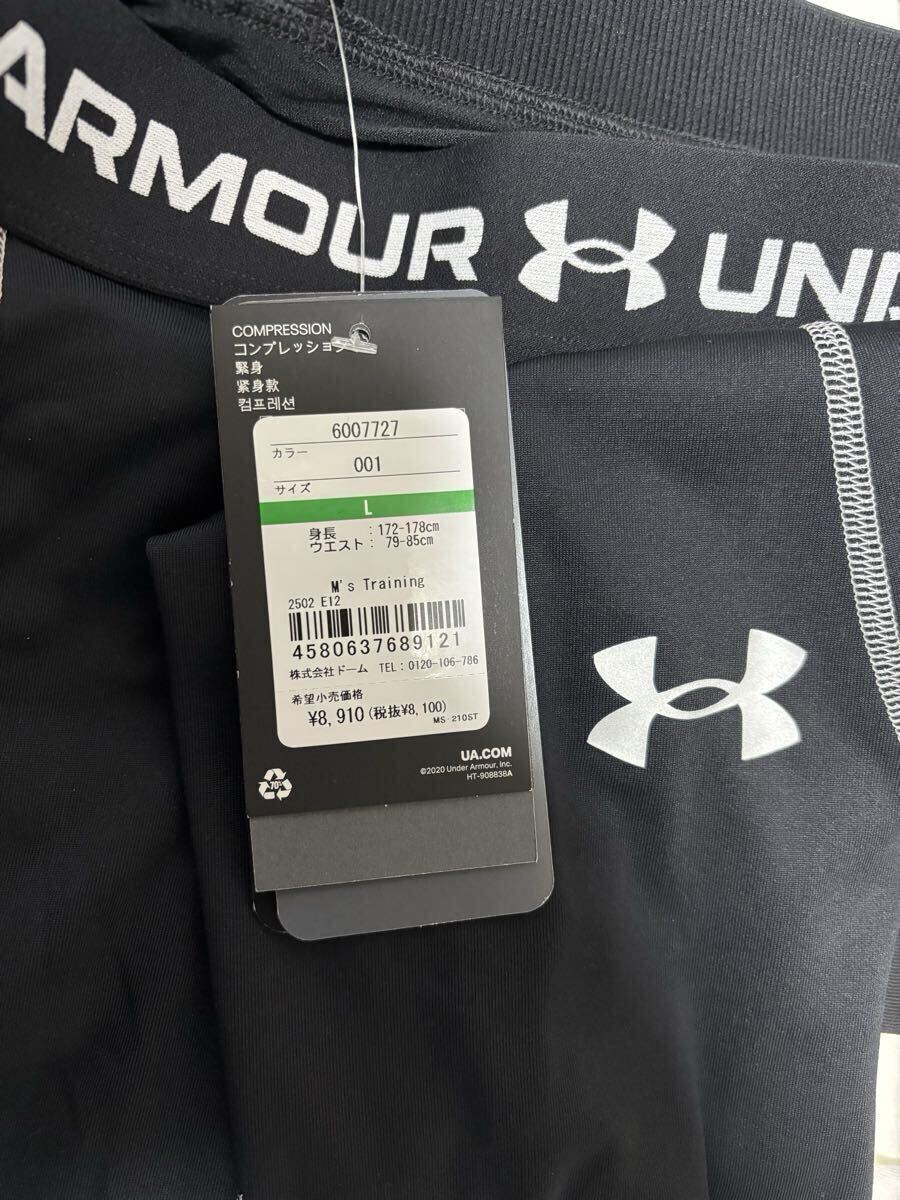 ARMOUR UND
COMPRESSION
コンプレッション
緊身
紧身款
컴프레션
6007727
カラー
001
サイズ
L
身長 : 172-178cm
ウエスト : 79-85cm
M's Training
2502 E12
4580637689121
株式会社ドーム TEL : 0120-106-786
希望小売価格
¥8,910 (税抜¥8,100)
MS-210ST
UA.COM
©2020 Under Armour, Inc.
HT-908838A
70%